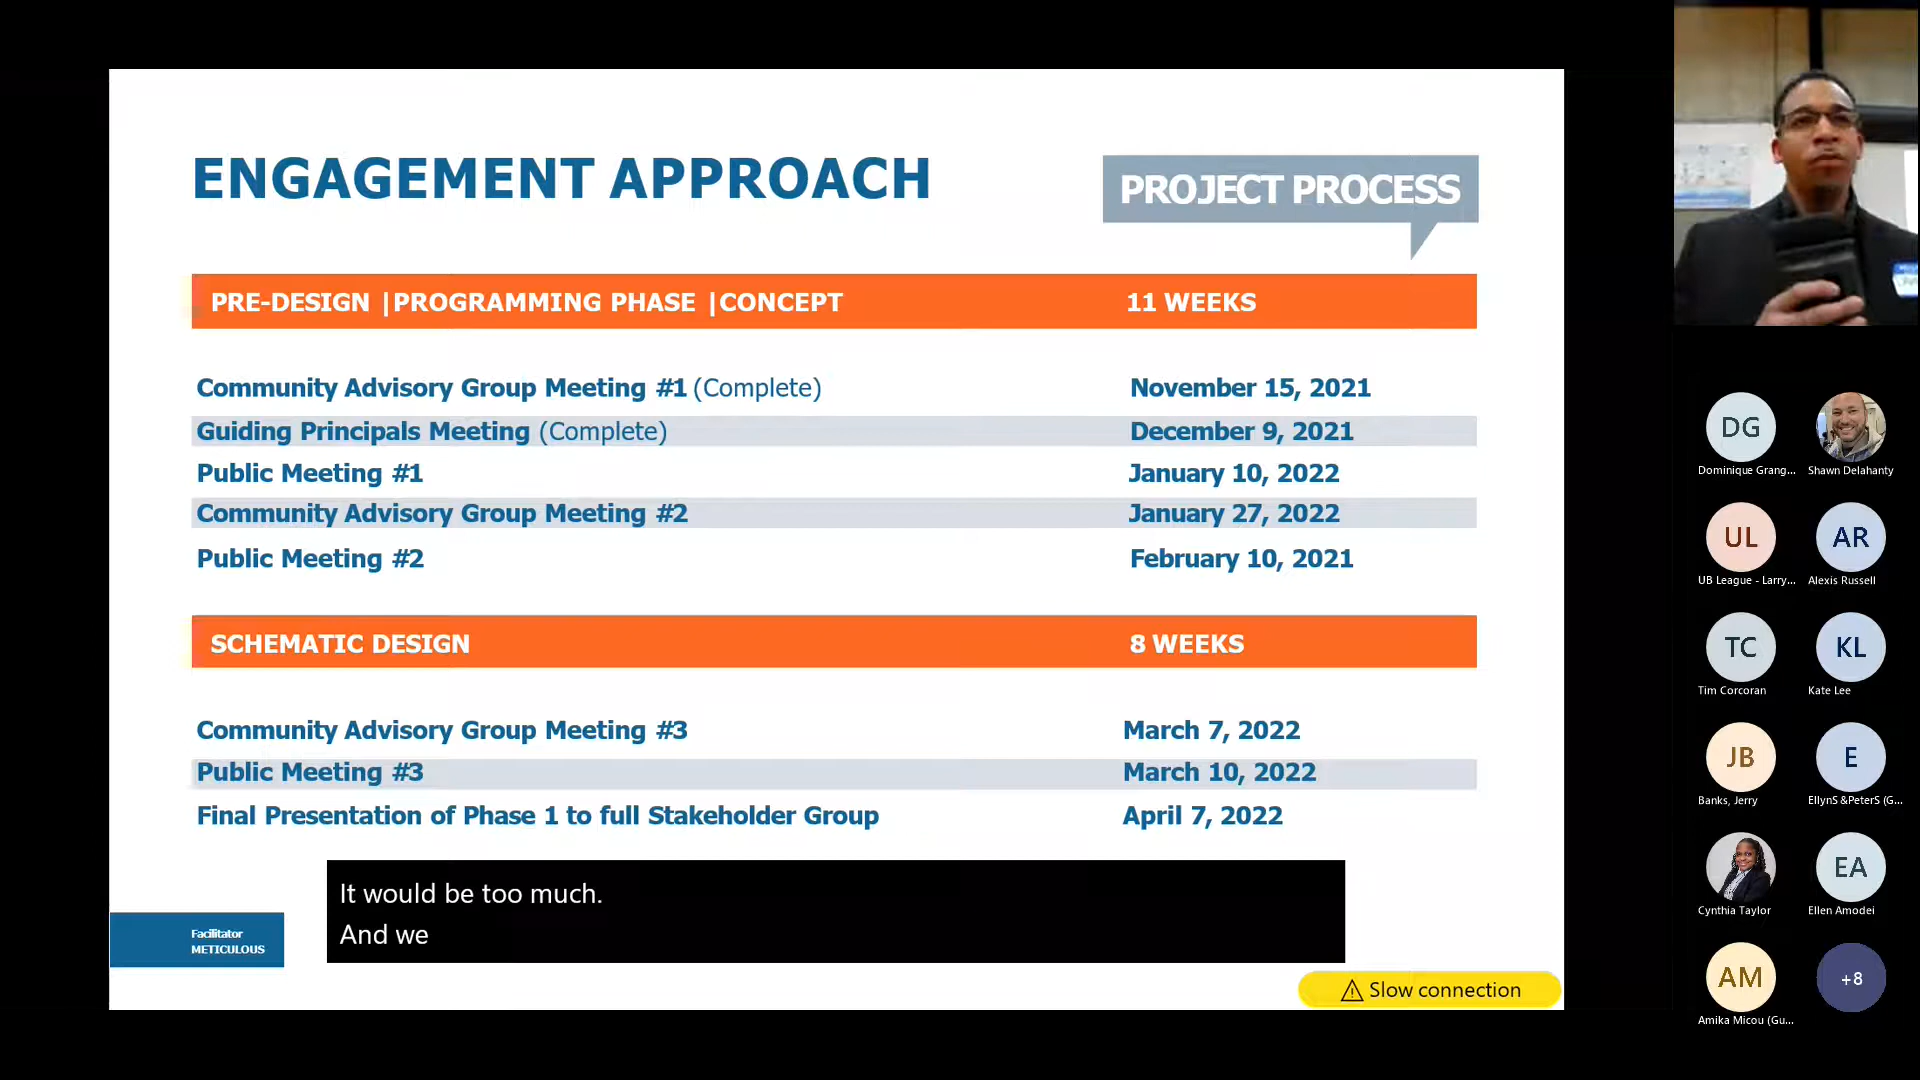 ENGAGEMENT APPROACH
PROJECT PROCESS
PRE-DESIGN |PROGRAMMING PHASE |CONCEPT 11 WEEKS
Community Advisory Group Meeting #1 (Complete) November 15, 2021
Guiding Principals Meeting (Complete) December 9, 2021
Public Meeting #1 January 10, 2022
Community Advisory Group Meeting #2 January 27, 2022
Public Meeting #2 February 10, 2021
SCHEMATIC DESIGN 8 WEEKS
Community Advisory Group Meeting #3 March 7, 2022
Public Meeting #3 March 10, 2022
Final Presentation of Phase 1 to full Stakeholder Group April 7, 2022
It would be too much.
And we
Facilitator
METICULOUS
Slow connection
DG
Dominique Grang...
Shawn Delahanty
UL
UB League - Larry...
AR
Alexis Russell
TC
Tim Corcoran
KL
Kate Lee
JB
Banks, Jerry
E
EllynS &PeterS (G...
Cynthia Taylor
EA
Ellen Amodei
AM
Amika Micou (Gu...
+8